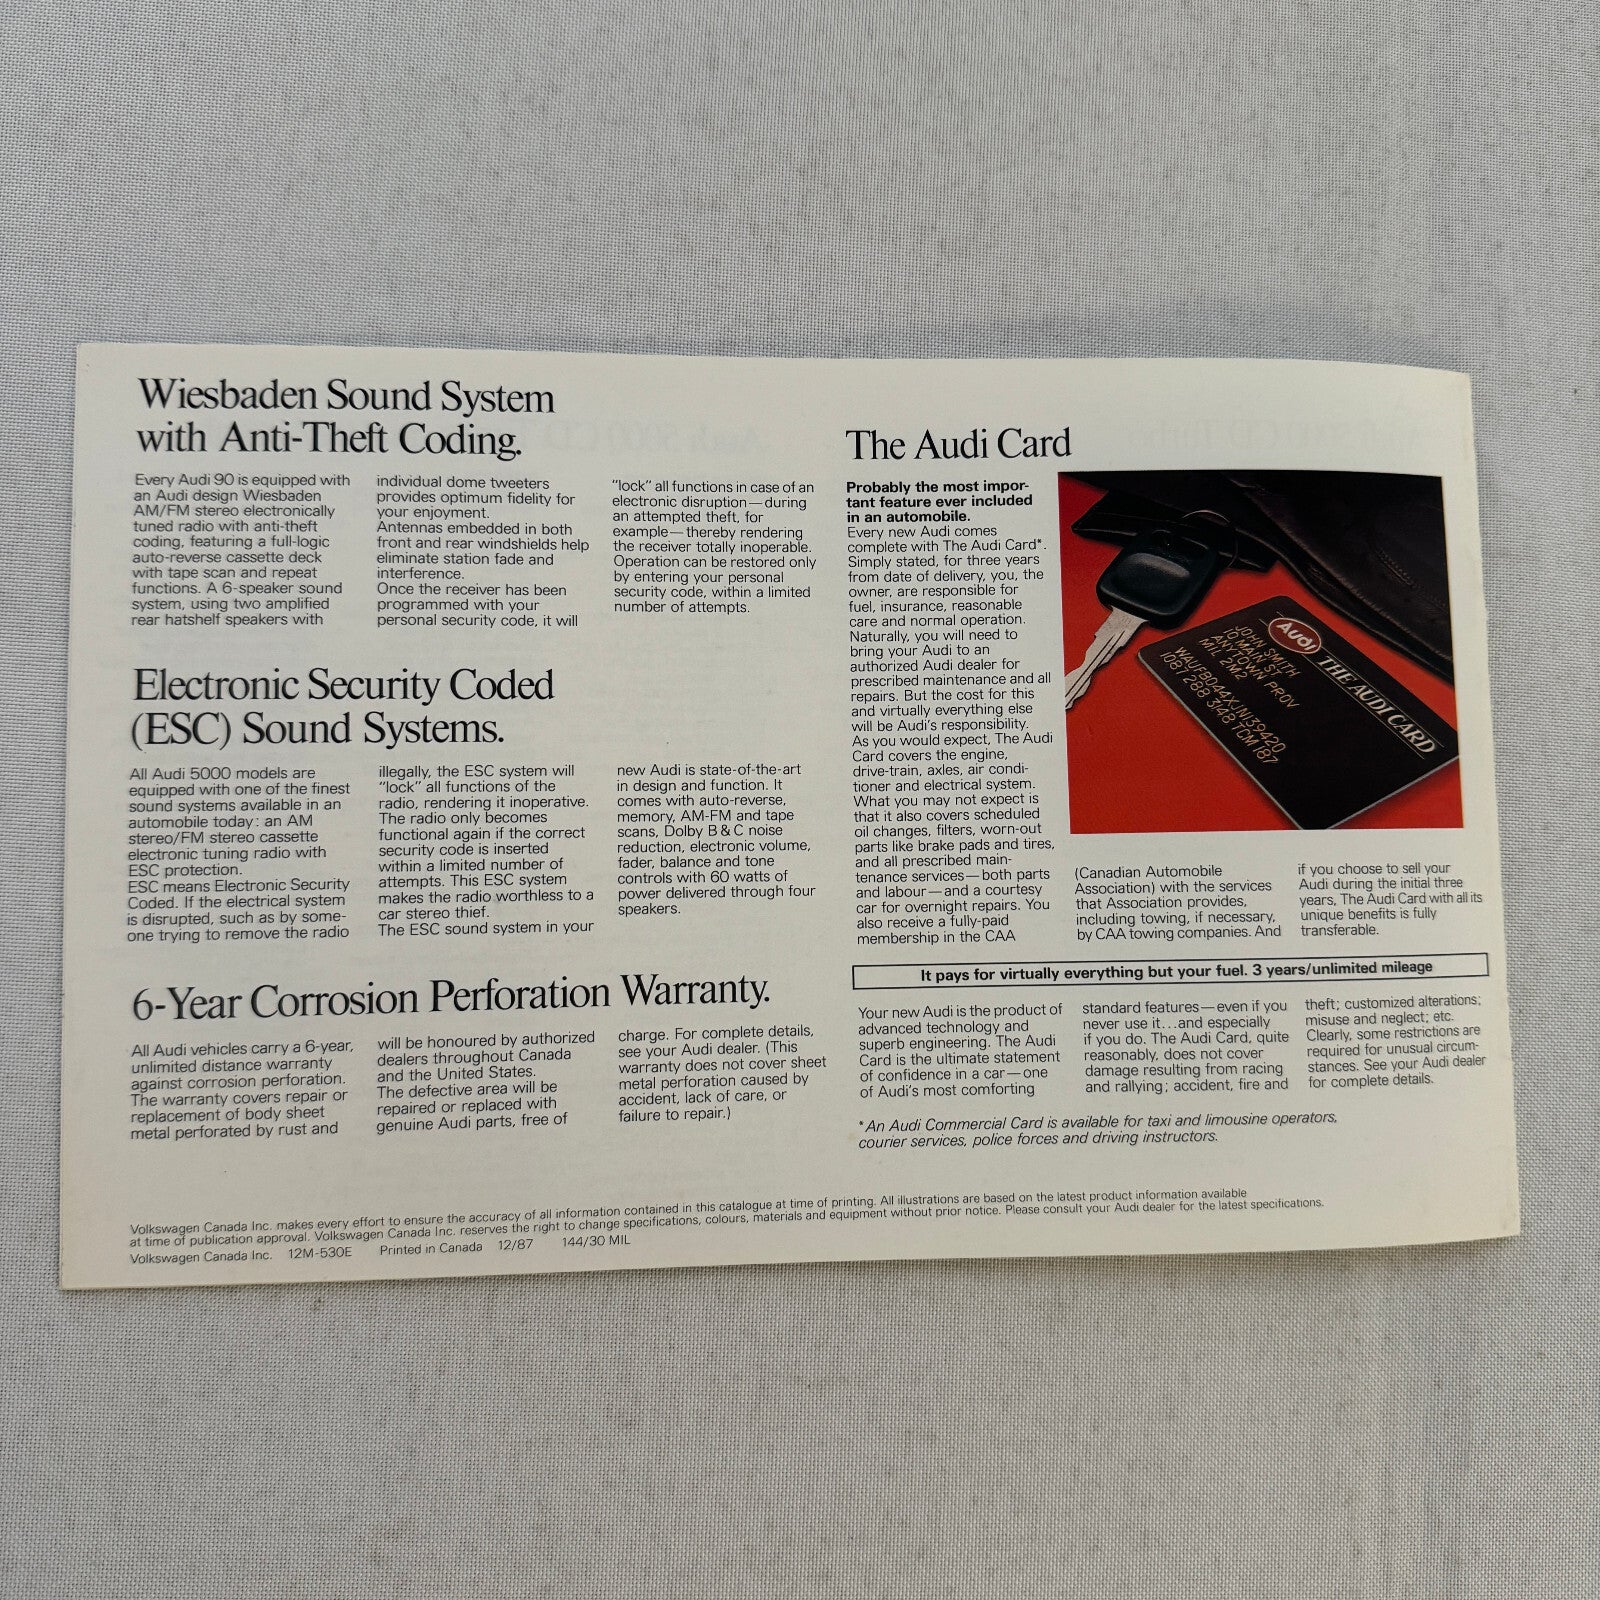 Wiesbaden Sound System
with Anti-Theft Coding.
Every Audi 90 is equipped with
an Audi design Wiesbaden
AM/FM stereo electronically
tuned radio with anti-theft
coding, featuring a full-logic
auto-reverse cassette deck
with tape scan and repeat
functions. A 6-speaker sound
system, using two amplified
rear hatshelf speakers with
individual dome tweeters
provides optimum fidelity for
your enjoyment.
Antennas embedded in both
front and rear windshields help
eliminate station fade and
interference.
Once the receiver has been
programmed with your
personal security code, it will
"lock" all functions in case of an
electronic disruption—during
an attempted theft, for
example—thereby rendering
the receiver totally inoperable.
Operation can be restored only
by entering your personal
security code, within a limited
number of attempts.
Electronic Security Coded
(ESC) Sound Systems.
All Audi 5000 models are
equipped with one of the finest
sound systems available in an
automobile today: an AM
stereo/FM stereo cassette
electronic tuning radio with
ESC protection.
ESC means Electronic Security
Coded. If the electrical system
is disrupted, such as by some-
one trying to remove the radio
illegally, the ESC system will
"lock" all functions of the
radio, rendering it inoperative.
The radio only becomes
functional again if the correct
security code is inserted
within a limited number of
attempts. This ESC system
makes the radio worthless to a
car stereo thief.
The ESC sound system in your
new Audi is state-of-the-art
in design and function. It
comes with auto-reverse,
memory, AM-FM and tape
scans, Dolby B & C noise
reduction, electronic volume,
fader, balance and tone
controls with 60 watts of
power delivered through four
speakers.
6-Year Corrosion Perforation Warranty.
All Audi vehicles carry a 6-year,
unlimited distance warranty
against corrosion perforation.
The warranty covers repair or
replacement of body sheet
metal perforated by rust and
will be honoured by authorized
dealers throughout Canada
and the United States.
The defective area will be
repaired or replaced with
genuine Audi parts, free of
charge. For complete details,
see your Audi dealer. (This
warranty does not cover sheet
metal perforation caused by
accident, lack of care, or
failure to repair.)
The Audi Card
Probably the most impor-
tant feature ever included
in an automobile.
Every new Audi comes
complete with The Audi Card*.
Simply stated, for three years
from date of delivery, you, the
owner, are responsible for
fuel, insurance, reasonable
care and normal operation.
Naturally, you will need to
bring your Audi to an
authorized Audi dealer for
prescribed maintenance and all
repairs. But the cost for this
and virtually everything else
will be Audi's responsibility.
As you would expect, The Audi
Card covers the engine,
drive-train, axles, air condi-
tioner and electrical system.
What you may not expect is
that it also covers scheduled
oil changes, filters, worn-out
parts like brake pads and tires,
and all prescribed main-
tenance services—both parts
and labour—and a courtesy
car for overnight repairs. You
also receive a fully-paid
membership in the CAA
Audi
THE AUDI CARD
JOHN SMITH
10 MAIN ST
ANYTOWN PROV
M1L 2M2
WAUFB044XJN139420
(Canadian Automobile
Association) with the services
that Association provides,
including towing, if necessary,
by CAA towing companies. And
if you choose to sell your
Audi during the initial three
years, The Audi Card with all its
unique benefits is fully
transferable.
It pays for virtually everything but your fuel. 3 years/unlimited mileage
Your new Audi is the product of
advanced technology and
superb engineering. The Audi
Card is the ultimate statement
of confidence in a car—one
of Audi's most comforting
standard features—even if you
never use it...and especially
if you do. The Audi Card, quite
reasonably, does not cover
damage resulting from racing
and rallying; accident, fire and
theft; customized alterations;
misuse and neglect; etc.
Clearly, some restrictions are
required for unusual circum-
stances. See your Audi dealer
for complete details.
*An Audi Commercial Card is available for taxi and limousine operators,
courier services, police forces and driving instructors.
Volkswagen Canada Inc. makes every effort to ensure the accuracy of all information contained in this catalogue at time of printing. All illustrations are based on the latest product information available
at time of publication approval. Volkswagen Canada Inc. reserves the right to change specifications, colours, materials and equipment without prior notice. Please consult your Audi dealer for the latest specifications.
Volkswagen Canada Inc. 12M-530E Printed in Canada 12/87 144/30 MIL